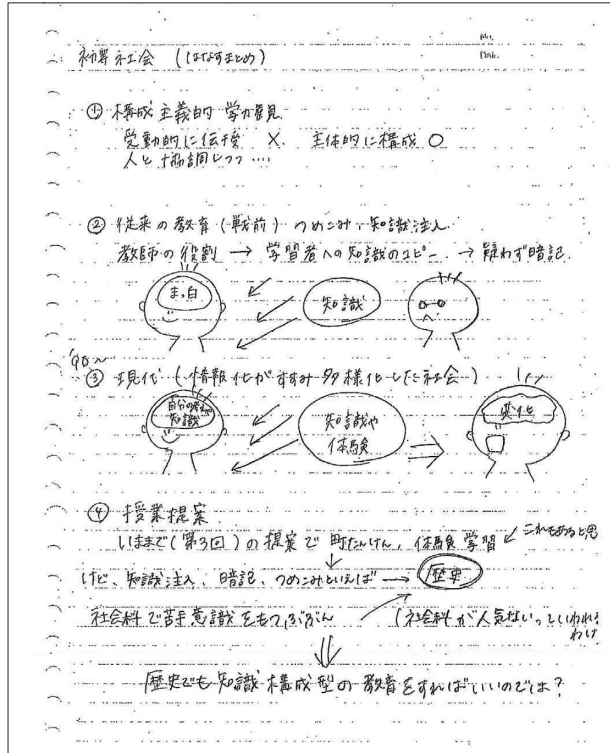 No.
Date
初等社会 (はなすまとめ)
① 構成主義的 学力観
受動的に伝授 × 主体的に構成 ○
人と協調しつつ ….
② 従来の教育 (戦前) つめこみ・知識注入
教師の役割 → 学習者への知識のコピー → 疑わず暗記
まっ白
知識
'90〜
③ 現代 (情報化がすすみ多様化した社会)
自分の考えや
知識
知識や
体験
変化
④ 授業提案
いままで(第3回)の提案で 町たんけん, 体験学習 ← これもあると思う
けど、知識注入、暗記、つめこみといえば → 歴史
社会科で苦手意識をもつぶぶん (社会科が人気ないっていわれる
わけ
歴史でも知識構成型の教育をすればいいのでは?